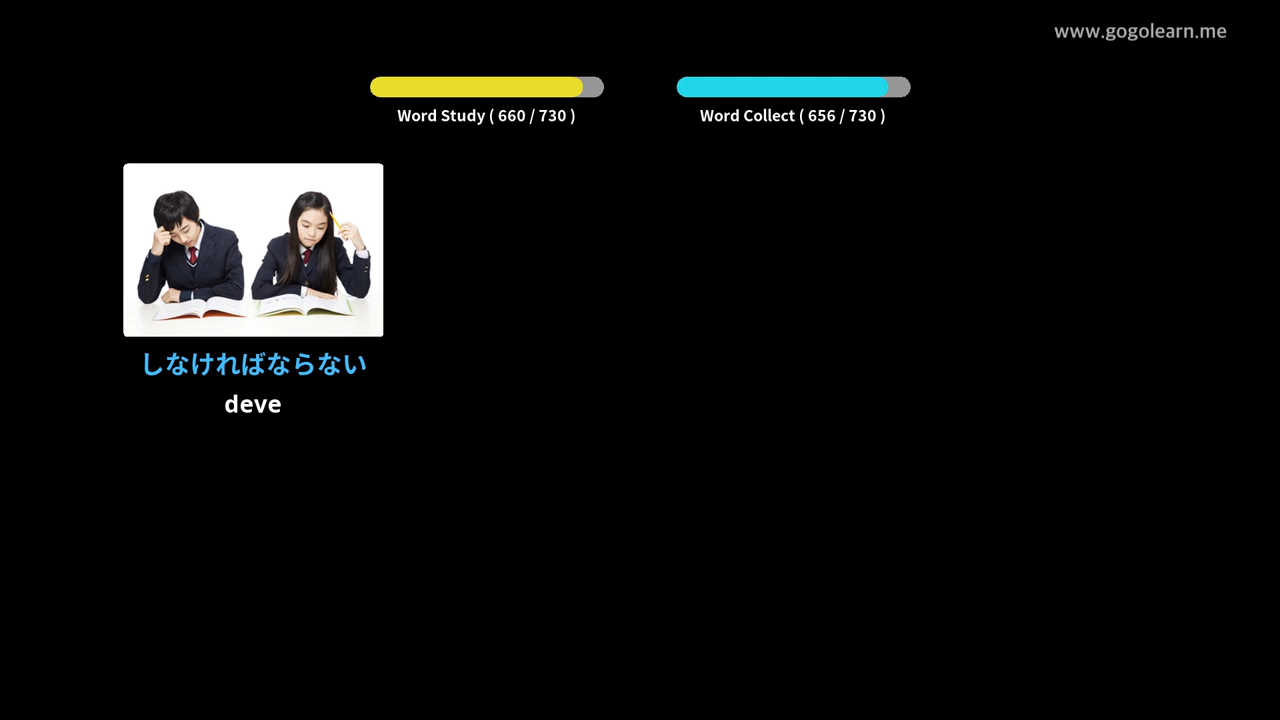 www.gogolearn.me
Word Study ( 660 / 730 )
Word Collect ( 656 / 730 )
しなければならない
deve